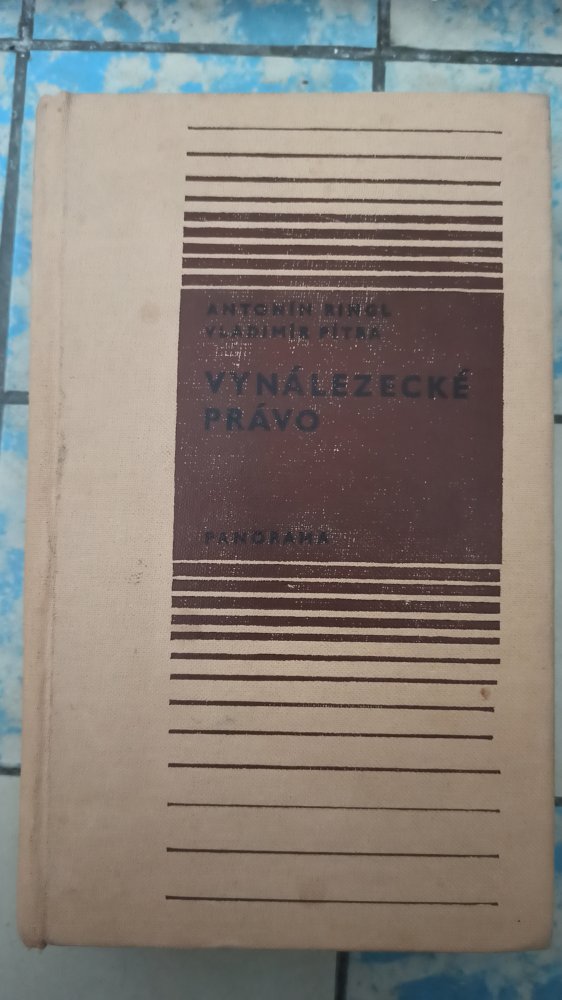 ANTONÍN RINGL
VLADIMÍR PÍTRA
VYNÁLEZECKÉ
PRÁVO
PANORAMA